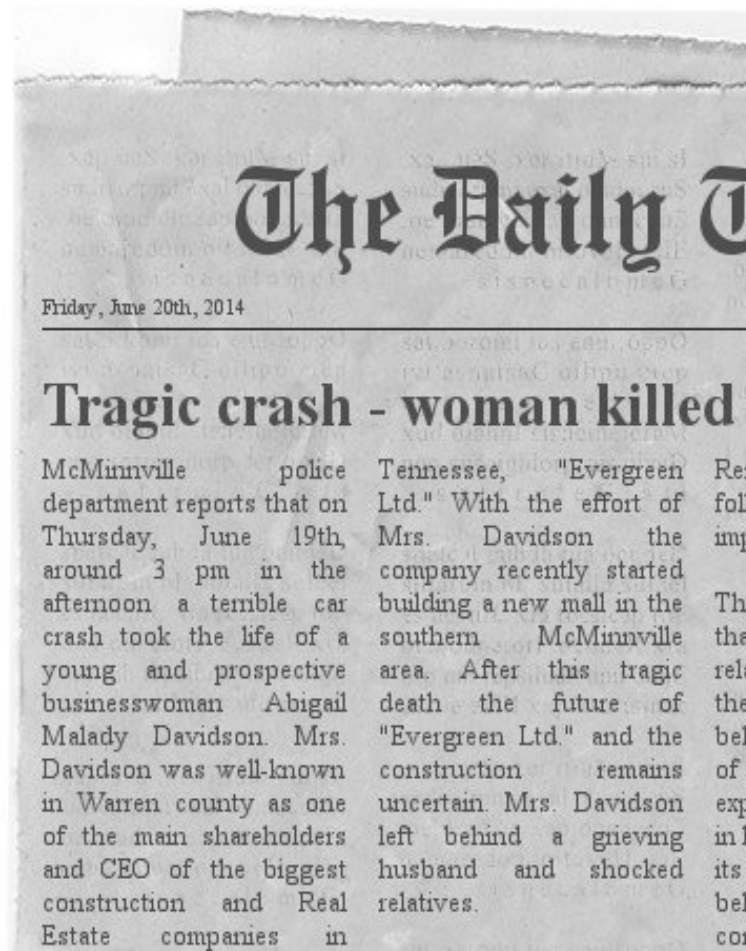 The Daily
Friday, June 20th, 2014
Tragic crash - woman killed
McMinnville police
department reports that on
Thursday, June 19th,
around 3 pm in the
afternoon a terrible car
crash took the life of a
young and prospective
businesswoman Abigail
Malady Davidson. Mrs.
Davidson was well-known
in Warren county as one
of the main shareholders
and CEO of the biggest
construction and Real
Estate companies in
Tennessee, "Evergreen
Ltd." With the effort of
Mrs. Davidson the
company recently started
building a new mall in the
southern McMinnville
area. After this tragic
death the future of
"Evergreen Ltd." and the
construction remains
uncertain. Mrs. Davidson
left behind a grieving
husband and shocked
relatives.